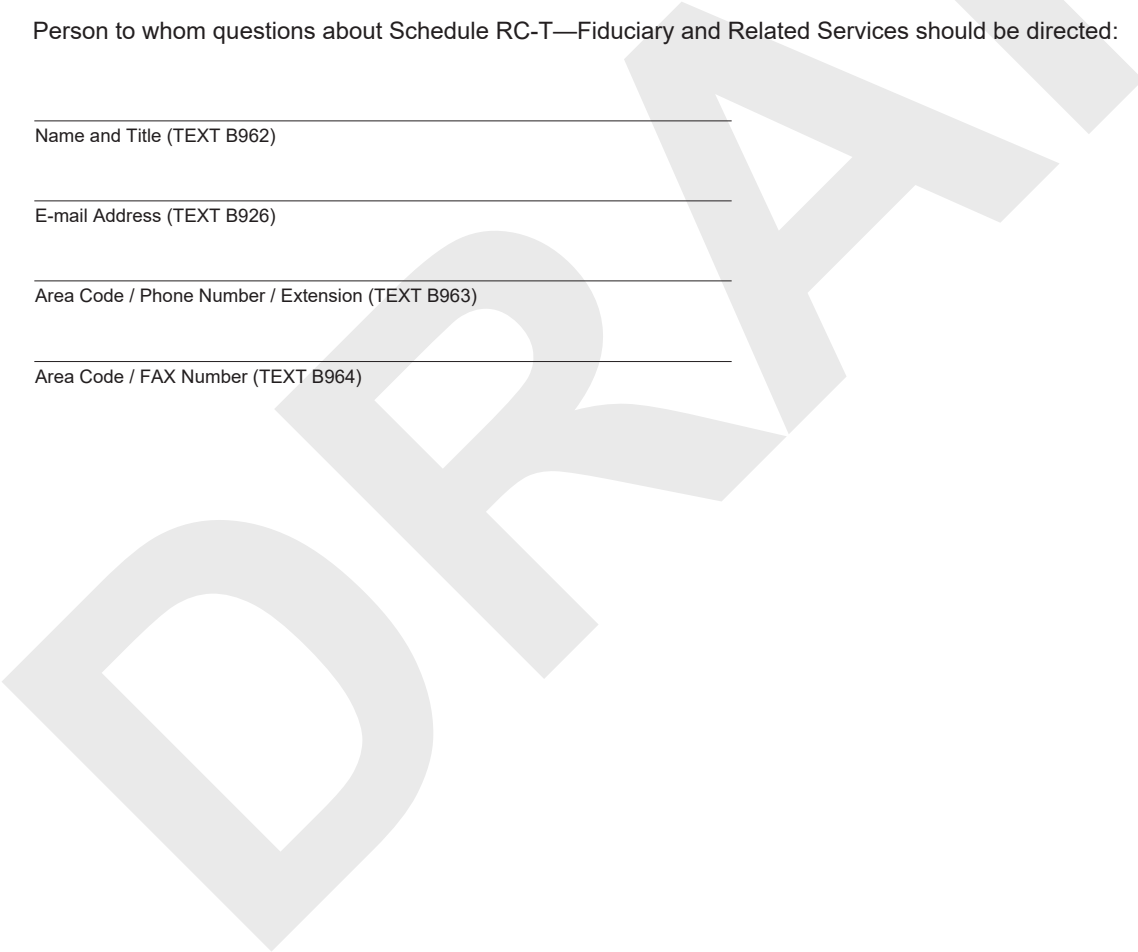 Person to whom questions about Schedule RC-T—Fiduciary and Related Services should be directed:
Name and Title (TEXT B962)
E-mail Address (TEXT B926)
Area Code / Phone Number / Extension (TEXT B963)
Area Code / FAX Number (TEXT B964)
DRA